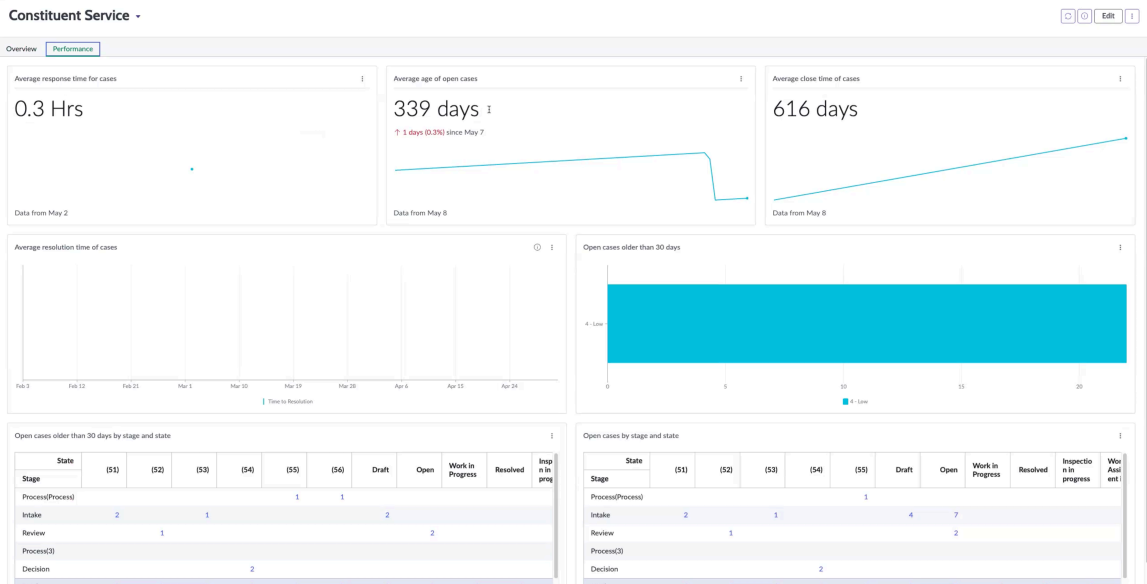 Constituent Service
Edit
Overview Performance
Average response time for cases
0.3 Hrs
Data from May 2
Average age of open cases
339 days
↑ 1 days (0.3%) since May 7
Data from May 8
Average close time of cases
616 days
Data from May 8
Average resolution time of cases
Feb 3 Feb 12 Feb 21 Mar 1 Mar 10 Mar 19 Mar 28 Apr 6 Apr 15 Apr 24
Time to Resolution
Open cases older than 30 days
4 - Low
0 5 10 15 20
4 - Low
Open cases older than 30 days by stage and state
State
Stage
(51) (52) (53) (54) (55) (56) Draft Open Work in Progress Resolved Insp n in prog
Process(Process) 1 1
Intake 2 1 2
Review 1 2
Process(3)
Decision 2
Open cases by stage and state
State
Stage
(51) (52) (53) (54) (55) Draft Open Work in Progress Resolved Inspectio n in progress Wor Assi ent i
Process(Process) 1
Intake 2 1 4 7
Review 1 2
Process(3)
Decision 2